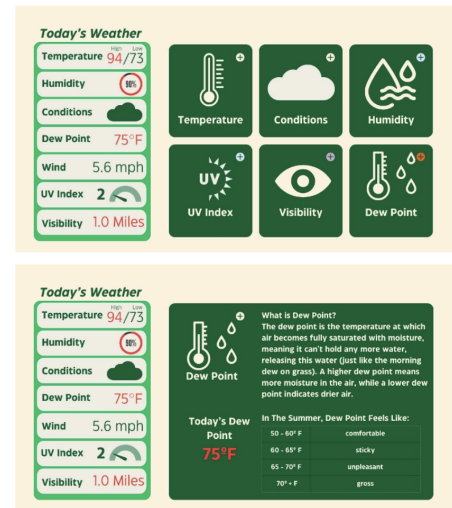 Today's Weather
High Low
Temperature 94/73
Humidity 90%
Conditions
Dew Point 75°F
Wind 5.6 mph
UV Index 2
Visibility 1.0 Miles
Temperature
Conditions
Humidity
UV
UV Index
Visibility
Dew Point
Today's Weather
High Low
Temperature 94/73
Humidity 90%
Conditions
Dew Point 75°F
Wind 5.6 mph
UV Index 2
Visibility 1.0 Miles
Dew Point
What is Dew Point?
The dew point is the temperature at which
air becomes fully saturated with moisture,
meaning it can't hold any more water,
releasing this water (just like the morning
dew on grass). A higher dew point means
more moisture in the air, while a lower dew
point indicates drier air.
Today's Dew
Point
75°F
In The Summer, Dew Point Feels Like:
50 - 60° F comfortable
60 - 65° F sticky
65 - 70° F unpleasant
70° + F gross